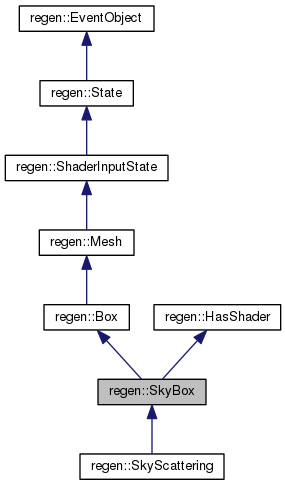 regen::EventObject
regen::State
regen::ShaderInputState
regen::Mesh
regen::Box
regen::HasShader
regen::SkyBox
regen::SkyScattering